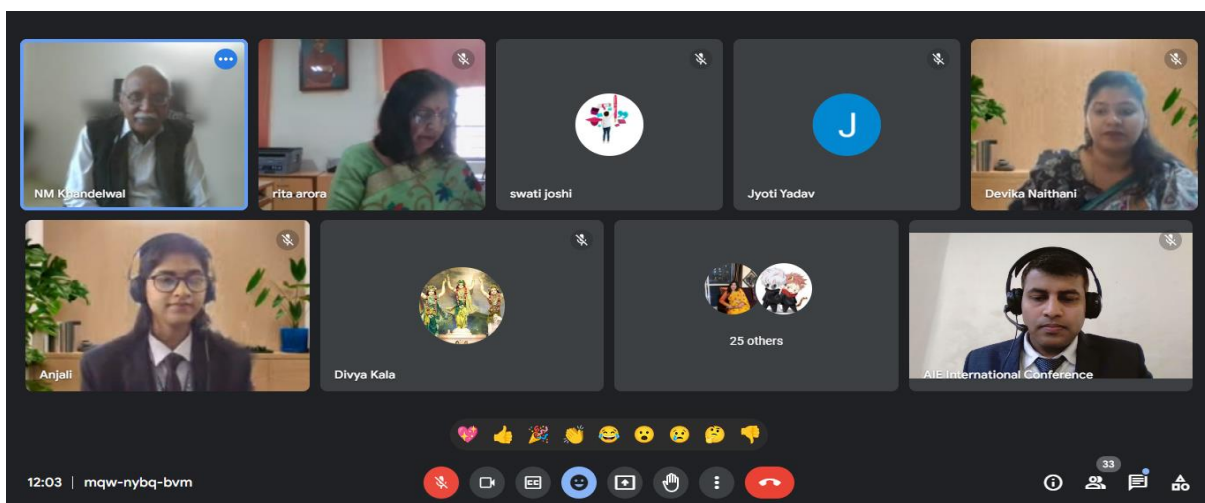 NM Khandelwal
rita arora
swati joshi
J
Jyoti Yadav
Devika Naithani
Anjali
Divya Kala
25 others
AIE International Conference
12:03 | mqw-nybq-bvm
CC
33